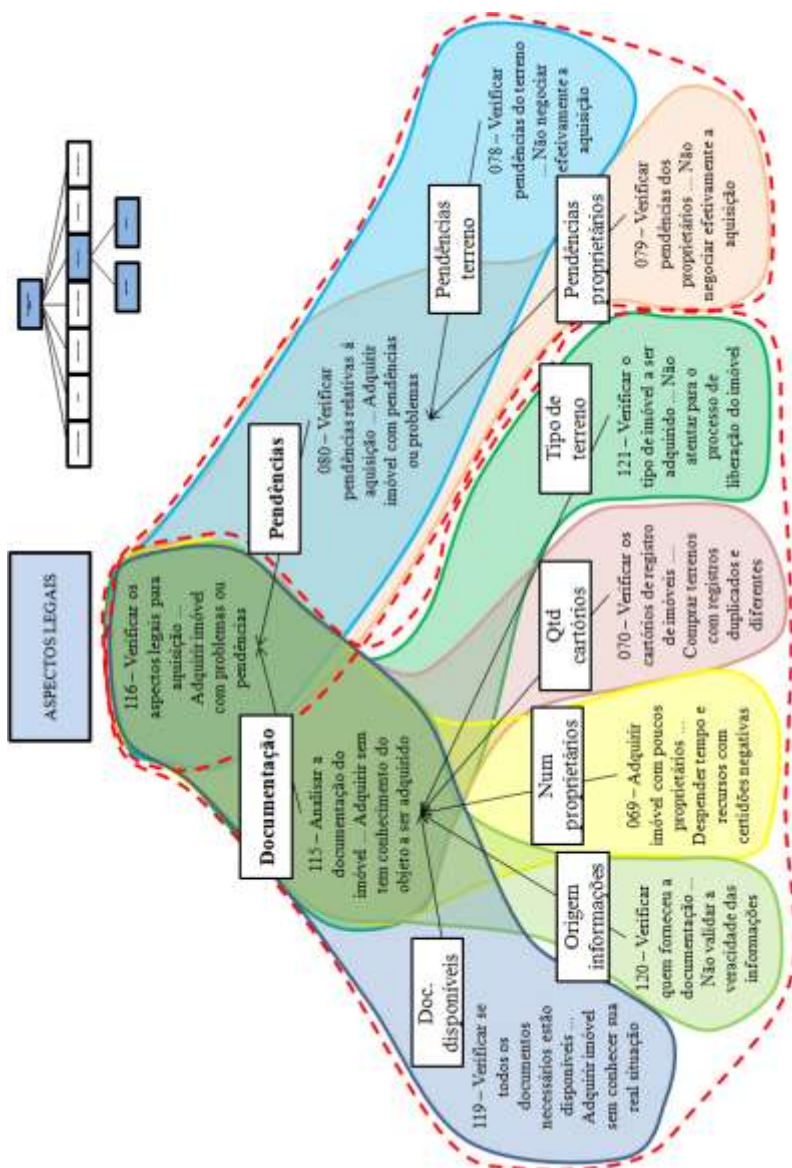 ASPECTOS LEGAIS
116 – Verificar os
aspectos legais para
aquisição ...
Adquirir imóvel
com problemas ou
pendências
Documentação
Pendências
115 – Analisar a
documentação do
imóvel ... Adquirir sem
tem conhecimento do
objeto a ser adquirido
080 – Verificar
pendências relativas à
aquisição ... Adquirir
imóvel com pendências
ou problemas
Doc.
disponíveis
Origem
informações
Num
proprietários
Qtd
cartórios
Tipo de
terreno
Pendências
proprietários
Pendências
terreno
119 – Verificar se
todos os
documentos
necessários estão
disponíveis ...
Adquirir imóvel
sem conhecer sua
real situação
120 – Verificar
quem forneceu a
documentação ...
Não validar a
veracidade das
informações
069 – Adquirir
imóvel com poucos
proprietários ...
Despender tempo e
recursos com
certidões negativas
070 – Verificar os
cartórios de registro
de imóveis ...
Comprar terrenos
com registros
duplicados e
diferentes
121 – Verificar o
tipo de imóvel a ser
adquirido ... Não
atentar para o
processo de
liberação do imóvel
079 – Verificar
pendências dos
proprietários ... Não
negociar efetivamente a
aquisição
078 – Verificar
pendências do terreno
... Não negociar
efetivamente a
aquisição